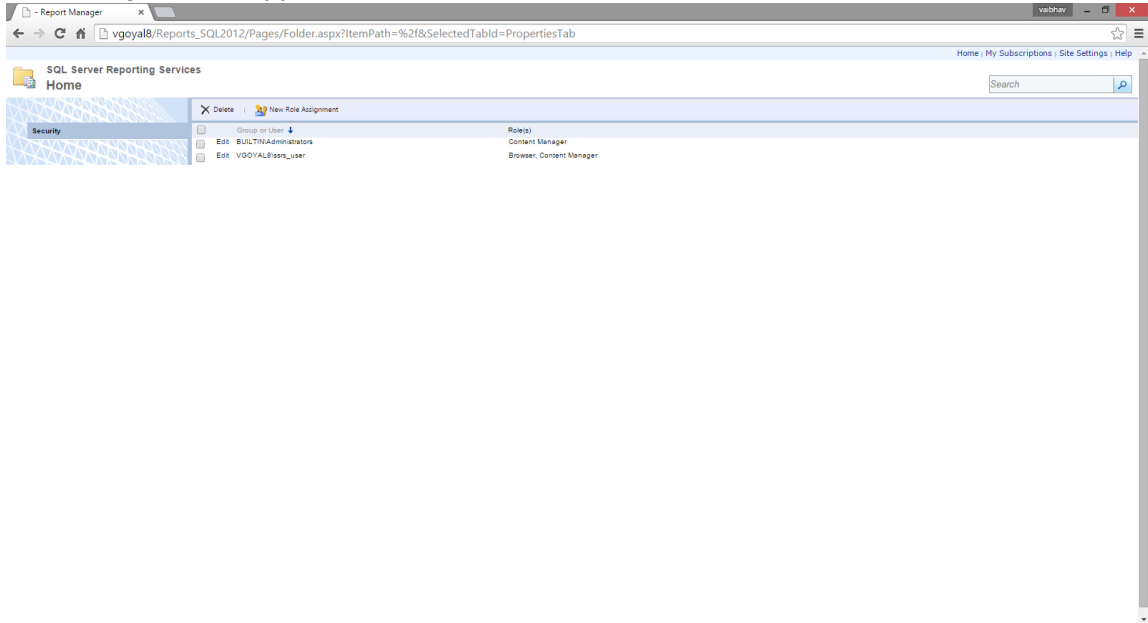 - Report Manager × vaibhav
vgoyal8/Reports_SQL2012/Pages/Folder.aspx?ItemPath=%2f&SelectedTabId=PropertiesTab
Home | My Subscriptions | Site Settings | Help
SQL Server Reporting Services
Home
Search
Delete | New Role Assignment
Security
Group or User ↓ Role(s)
Edit BUILTIN\Administrators Content Manager
Edit VGOYAL8\ssrs_user Browser, Content Manager